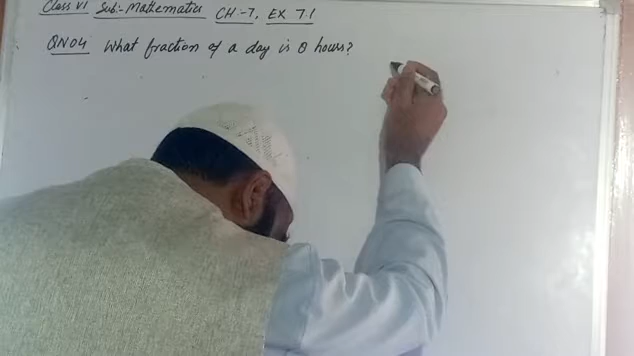 Class VI Sub:- Mathematics CH-7, EX 7.1
QN04 What fraction of a day is 8 hours?